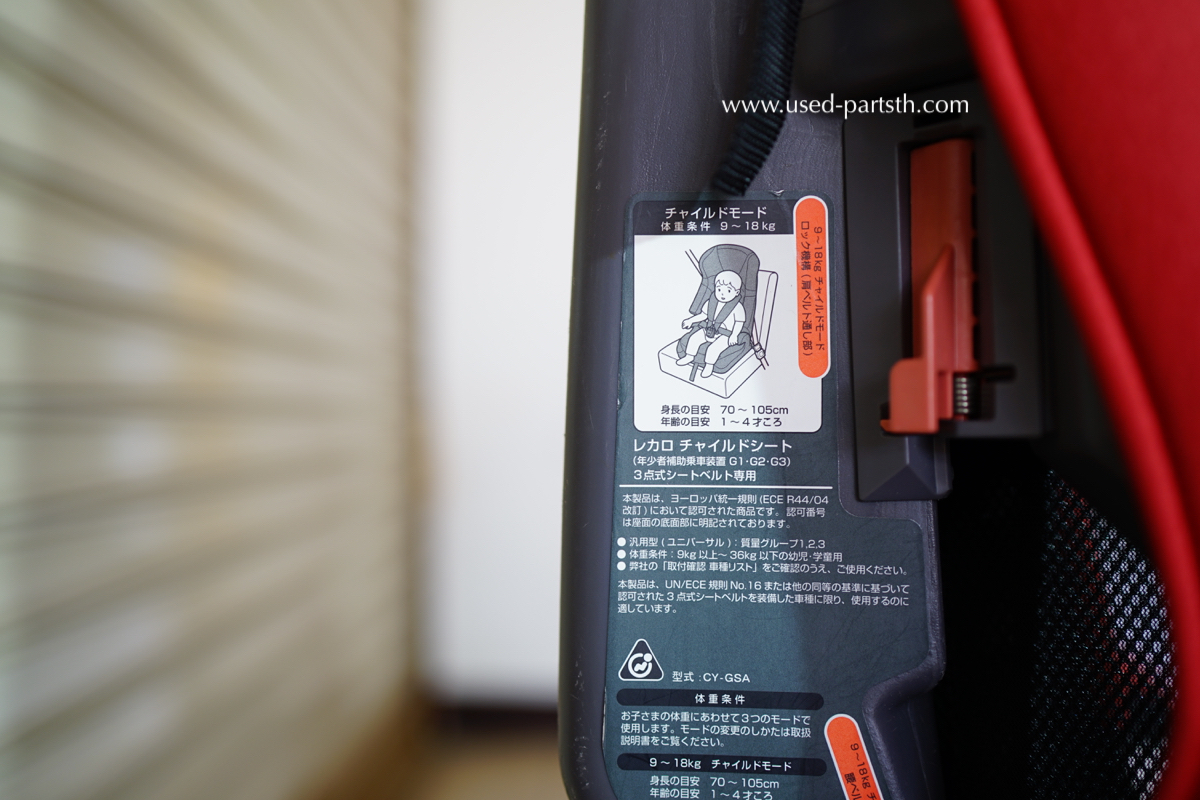 www.used-partsth.com
チャイルドモード
体重条件 9～18kg
9～18kg チャイルドモード
ロック機構（肩ベルト通し部）
身長の目安 70～105cm
年齢の目安 1～4才ころ
レカロ チャイルドシート
（年少者補助乗車装置 G1・G2・G3）
3点式シートベルト専用
本製品は、ヨーロッパ統一規則（ECE R44/04
改訂）において認可された商品です。認可番号
は座面の底面部に明記されております。
●汎用型（ユニバーサル）：質量グループ1,2,3
●体重条件：9kg以上～36kg以下の幼児・学童用
●弊社の「取付確認 車種リスト」をご確認のうえ、ご使用ください。
本製品は、UN/ECE規則 No.16または他の同等の基準に基づいて
認可された3点式シートベルトを装備した車種に限り、使用するのに
適しています。
型式：CY-GSA
体重条件
お子さまの体重にあわせて3つのモードで
使用します。モードの変更のしかたは取扱
説明書をご覧ください。
9～18kg チャイルドモード
身長の目安 70～105cm
年齢の目安 1～4才ころ
9～18kg チ
腰ベル